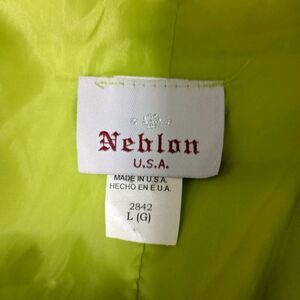 Neblon
U.S.A.
MADE IN U.S.A.
HECHO EN E.U.A.
2842
L (G)